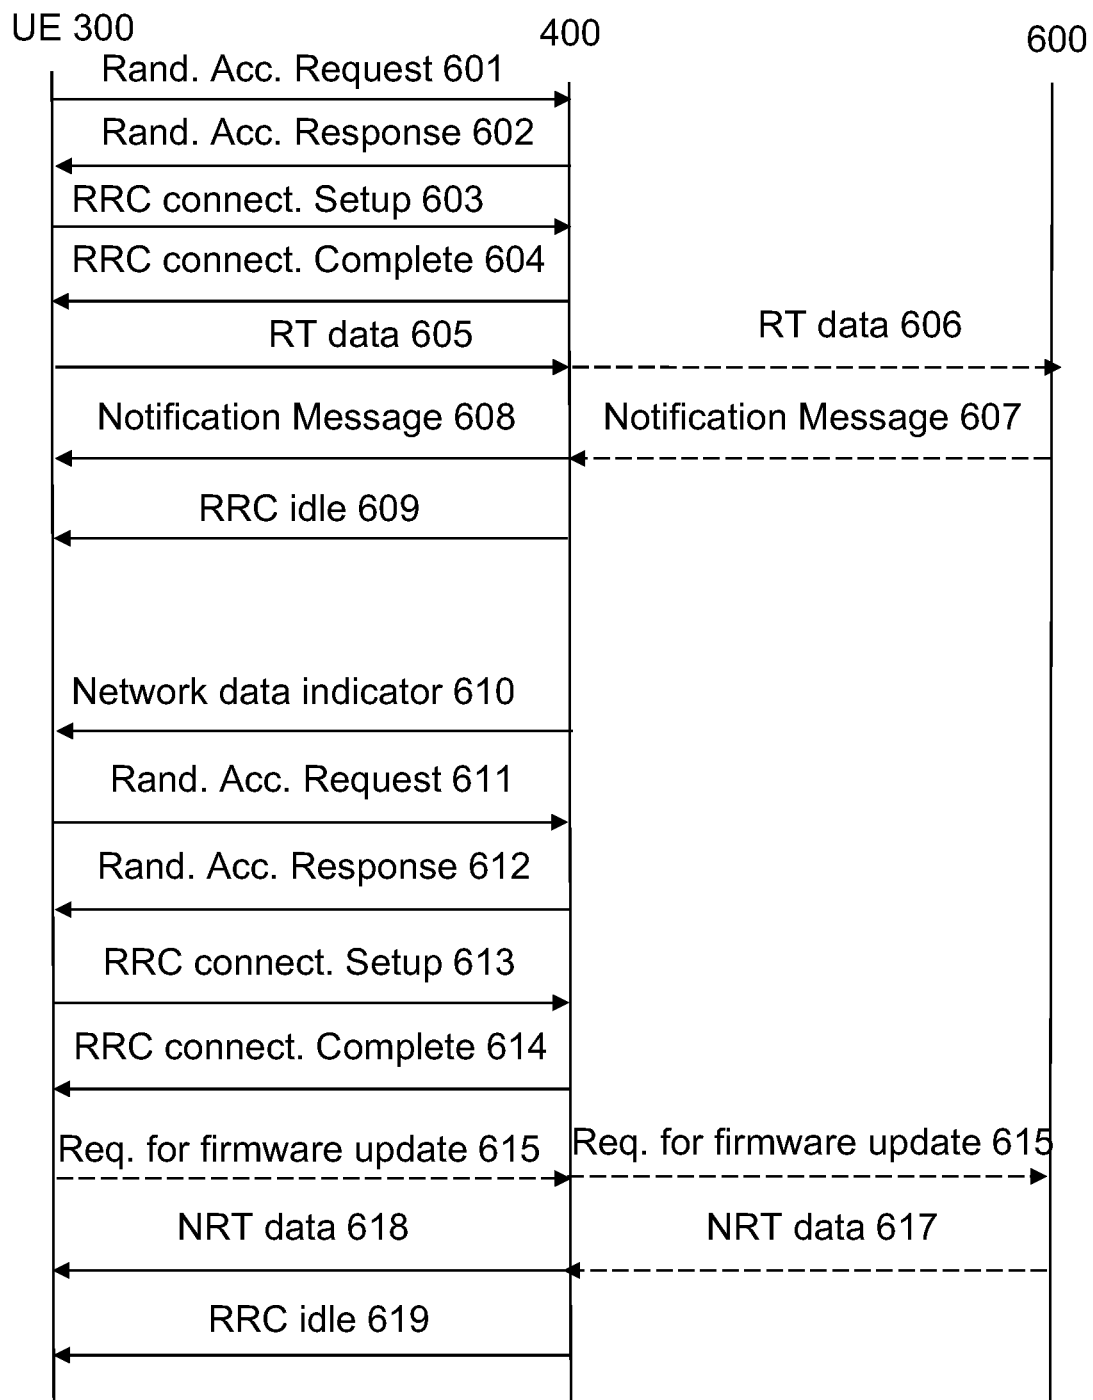 UE 300
400
600
Rand. Acc. Request 601
Rand. Acc. Response 602
RRC connect. Setup 603
RRC connect. Complete 604
RT data 605
RT data 606
Notification Message 608
Notification Message 607
RRC idle 609
Network data indicator 610
Rand. Acc. Request 611
Rand. Acc. Response 612
RRC connect. Setup 613
RRC connect. Complete 614
Req. for firmware update 615
Req. for firmware update 615
NRT data 618
NRT data 617
RRC idle 619